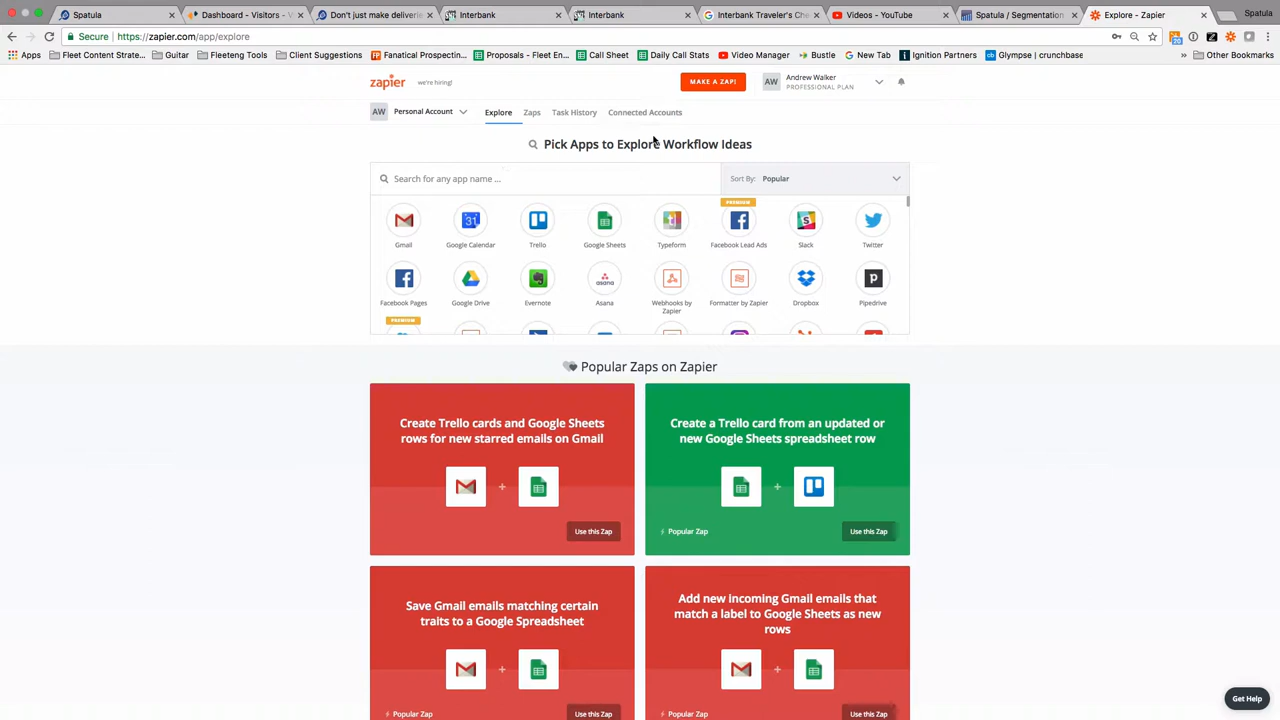 Spatula
Dashboard - Visitors - W
Don't just make deliverie
Interbank
Interbank
Interbank Traveler's Che
Videos - YouTube
Spatula / Segmentation
Explore – Zapier
Spatula
Secure
https://zapier.com/app/explore
20
Apps
Fleet Content Strate...
Guitar
Fleeteng Tools
Client Suggestions
Fanatical Prospectin...
Proposals - Fleet En...
Call Sheet
Daily Call Stats
Video Manager
Bustle
New Tab
Ignition Partners
Glympse | crunchbase
»
Other Bookmarks
zapier
we're hiring!
MAKE A ZAP!
AW
Andrew Walker
PROFESSIONAL PLAN
AW
Personal Account
Explore
Zaps
Task History
Connected Accounts
Pick Apps to Explore Workflow Ideas
Search for any app name ...
Sort By:
Popular
PREMIUM
Gmail
Google Calendar
Trello
Google Sheets
Typeform
Facebook Lead Ads
Slack
Twitter
Facebook Pages
Google Drive
Evernote
asana
Asana
Webhooks by
Zapier
Formatter by Zapier
Dropbox
Pipedrive
PREMIUM
Popular Zaps on Zapier
Create Trello cards and Google Sheets
rows for new starred emails on Gmail
Use this Zap
Create a Trello card from an updated or
new Google Sheets spreadsheet row
Popular Zap
Use this Zap
Save Gmail emails matching certain
traits to a Google Spreadsheet
Popular Zap
Use this Zap
Add new incoming Gmail emails that
match a label to Google Sheets as new
rows
Popular Zap
Use this Zap
Get Help